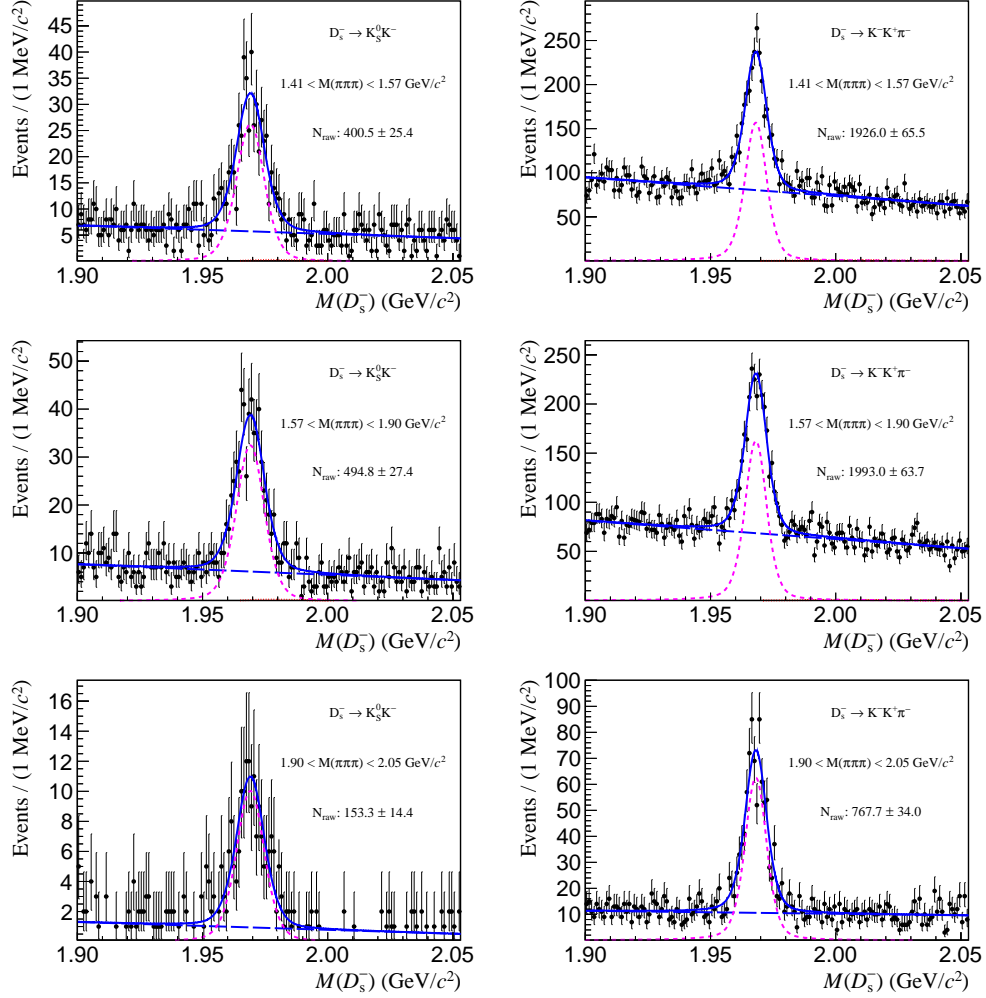 Events / (1 MeV/c²)
45
40
35
30
25
20
15
10
5
D_s⁻ → K_S⁰K⁻
1.41 < M(πππ) < 1.57 GeV/c²
N_raw: 400.5 ± 25.4
1.90 1.95 2.00 2.05
M(D_s⁻) (GeV/c²)
Events / (1 MeV/c²)
250
200
150
100
50
D_s⁻ → K⁻K⁺π⁻
1.41 < M(πππ) < 1.57 GeV/c²
N_raw: 1926.0 ± 65.5
1.90 1.95 2.00 2.05
M(D_s⁻) (GeV/c²)
Events / (1 MeV/c²)
50
40
30
20
10
D_s⁻ → K_S⁰K⁻
1.57 < M(πππ) < 1.90 GeV/c²
N_raw: 494.8 ± 27.4
1.90 1.95 2.00 2.05
M(D_s⁻) (GeV/c²)
Events / (1 MeV/c²)
250
200
150
100
50
D_s⁻ → K⁻K⁺π⁻
1.57 < M(πππ) < 1.90 GeV/c²
N_raw: 1993.0 ± 63.7
1.90 1.95 2.00 2.05
M(D_s⁻) (GeV/c²)
Events / (1 MeV/c²)
16
14
12
10
8
6
4
2
D_s⁻ → K_S⁰K⁻
1.90 < M(πππ) < 2.05 GeV/c²
N_raw: 153.3 ± 14.4
1.90 1.95 2.00 2.05
M(D_s⁻) (GeV/c²)
Events / (1 MeV/c²)
100
90
80
70
60
50
40
30
20
10
D_s⁻ → K⁻K⁺π⁻
1.90 < M(πππ) < 2.05 GeV/c²
N_raw: 767.7 ± 34.0
1.90 1.95 2.00 2.05
M(D_s⁻) (GeV/c²)